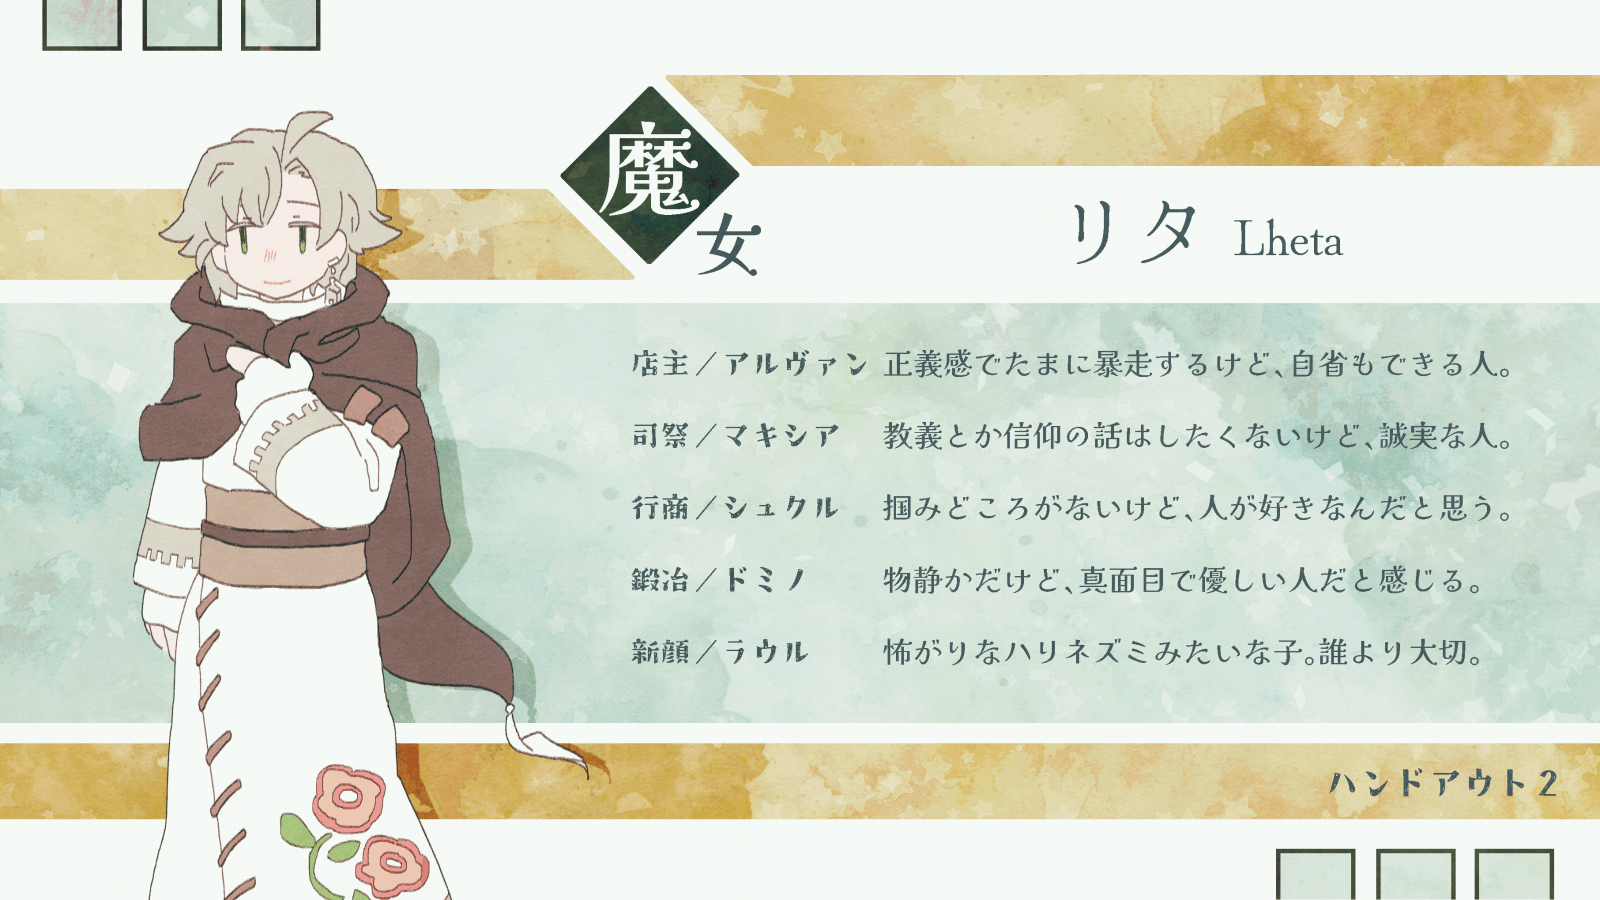 魔女
リタ Lheta
店主／アルヴァン 正義感でたまに暴走するけど、自省もできる人。
司祭／マキシア 教義とか信仰の話はしたくないけど、誠実な人。
行商／シュクル 掴みどころがないけど、人が好きなんだと思う。
鍛冶／ドミノ 物静かだけど、真面目で優しい人だと感じる。
新顔／ラウル 怖がりなハリネズミみたいな子。誰より大切。
ハンドアウト2